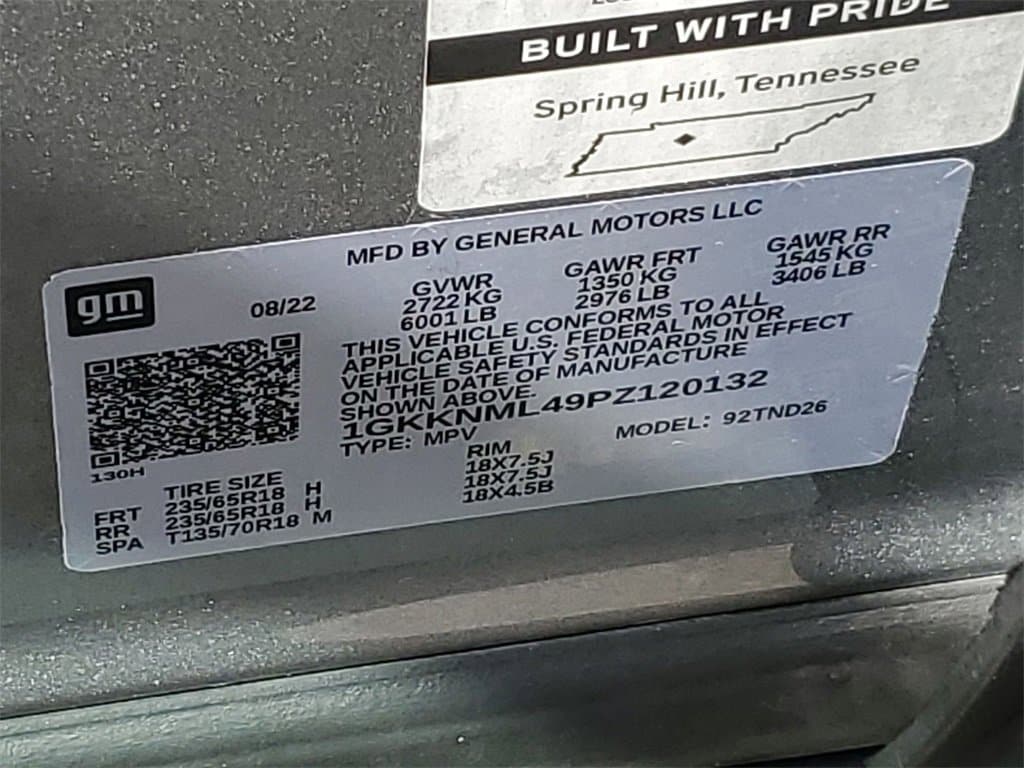 BUILT WITH PRIDE
Spring Hill, Tennessee
MFD BY GENERAL MOTORS LLC
gm
08/22
GVWR
2722 KG
6001 LB
GAWR FRT
1350 KG
2976 LB
GAWR RR
1545 KG
3406 LB
THIS VEHICLE CONFORMS TO ALL
APPLICABLE U.S. FEDERAL MOTOR
VEHICLE SAFETY STANDARDS IN EFFECT
ON THE DATE OF MANUFACTURE
SHOWN ABOVE.
1GKKNML49PZ120132
TYPE: MPV
MODEL: 92TND26
130H
TIRE SIZE
RIM
FRT 235/65R18 H 18X7.5J
RR 235/65R18 H 18X7.5J
SPA T135/70R18 M 18X4.5B